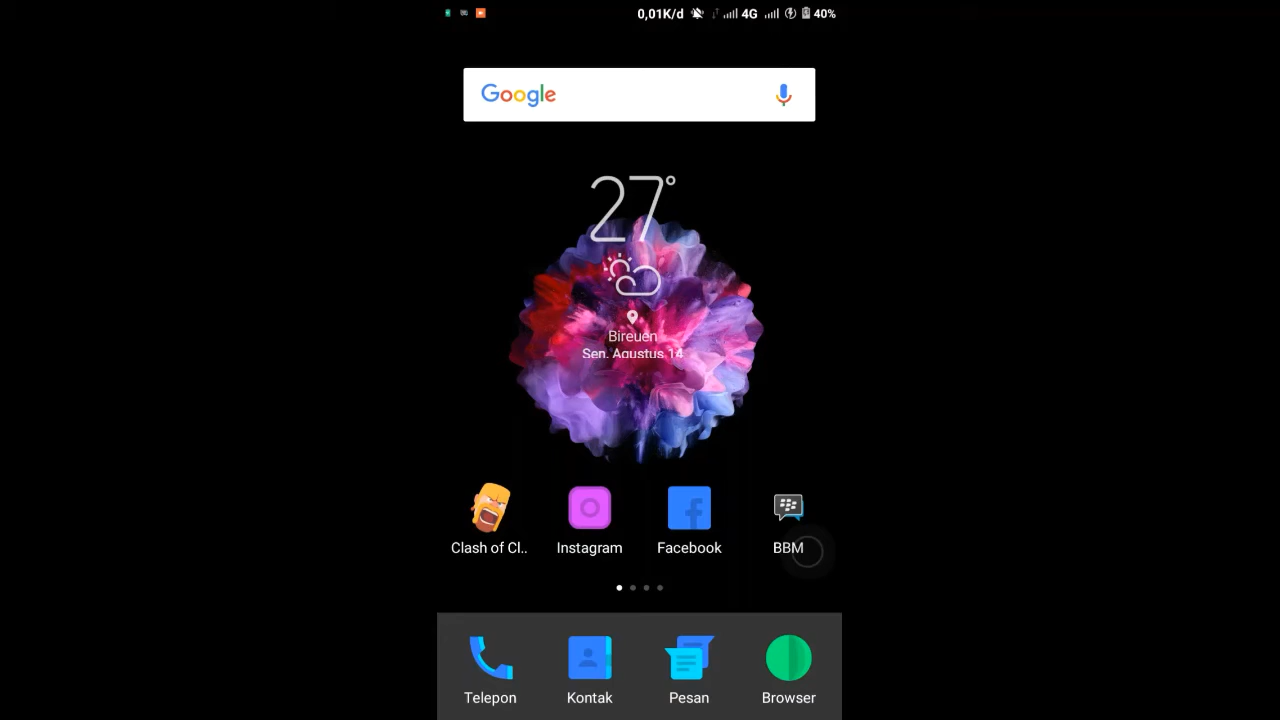 0,01K/d 4G 40%
Google
27°
Bireuen
Sen, Agustus 14
Clash of Cl.. Instagram Facebook BBM
Telepon Kontak Pesan Browser